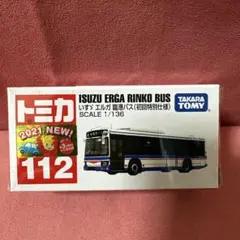 トミカ
2021 NEW!
112
ISUZU ERGA RINKO BUS
いすゞ エルガ 臨港バス(初回特別仕様)
SCALE 1/136
TAKARA
TOMY